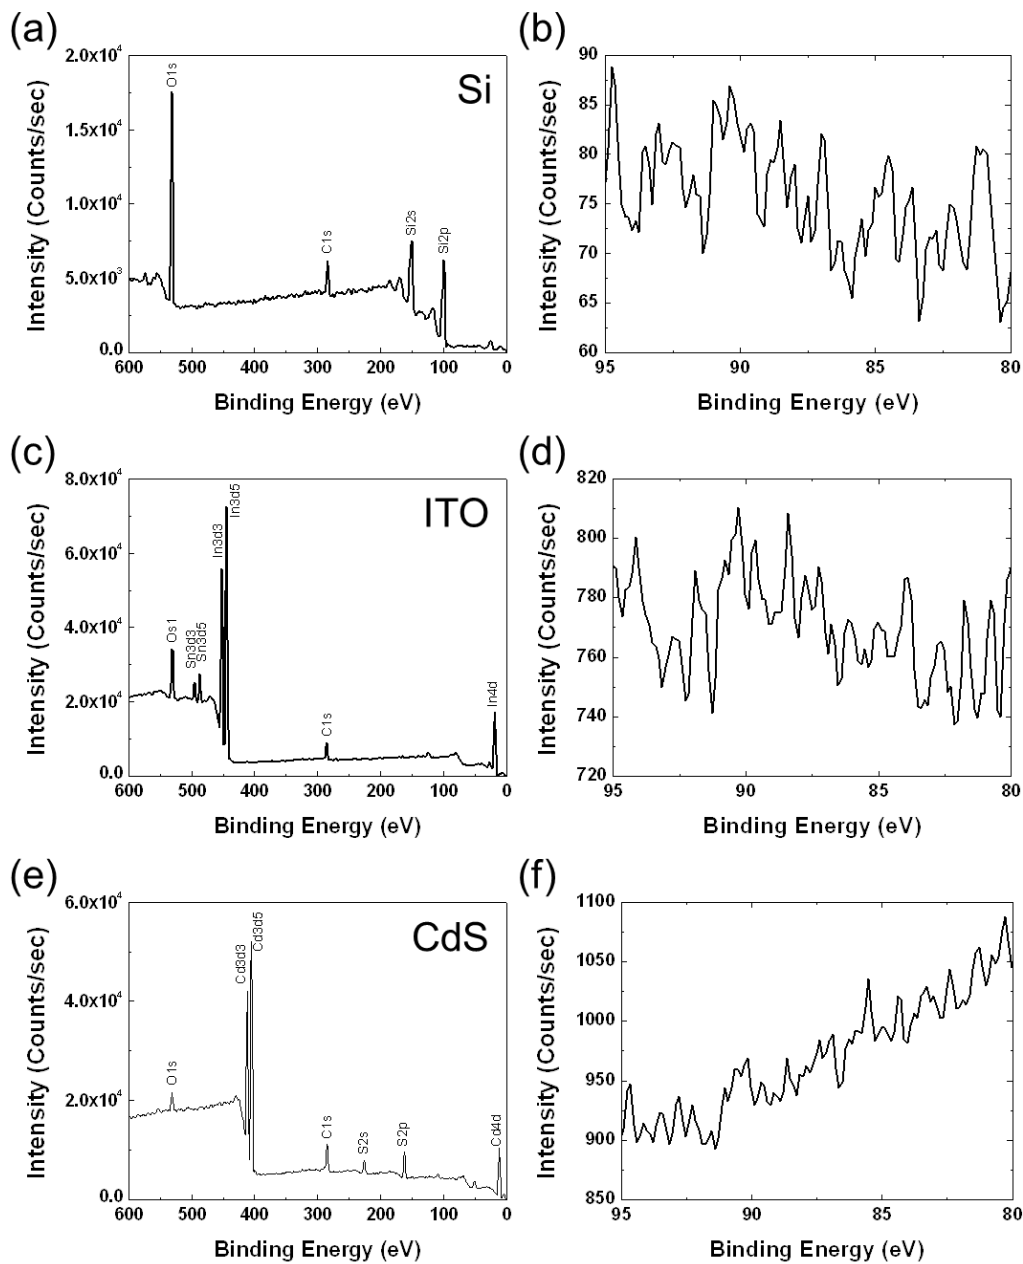 (a)
(b)
2.0x10⁴
1.5x10⁴
1.0x10⁴
5.0x10³
0.0
Intensity (Counts/sec)
O1s
C1s
Si2s
Si2p
Si
600 500 400 300 200 100 0
Binding Energy (eV)
90
85
80
75
70
65
60
Intensity (Counts/sec)
95 90 85 80
Binding Energy (eV)
(c)
(d)
8.0x10⁴
6.0x10⁴
4.0x10⁴
2.0x10⁴
0.0
Intensity (Counts/sec)
Os1
Sn3d3
Sn3d5
In3d3
In3d5
C1s
In4d
ITO
600 500 400 300 200 100 0
Binding Energy (eV)
820
800
780
760
740
720
Intensity (Counts/sec)
95 90 85 80
Binding Energy (eV)
(e)
(f)
6.0x10⁴
4.0x10⁴
2.0x10⁴
0.0
Intensity (Counts/sec)
O1s
Cd3d3
Cd3d5
C1s
S2s
S2p
Cd4d
CdS
600 500 400 300 200 100 0
Binding Energy (eV)
1100
1050
1000
950
900
850
Intensity (Counts/sec)
95 90 85 80
Binding Energy (eV)